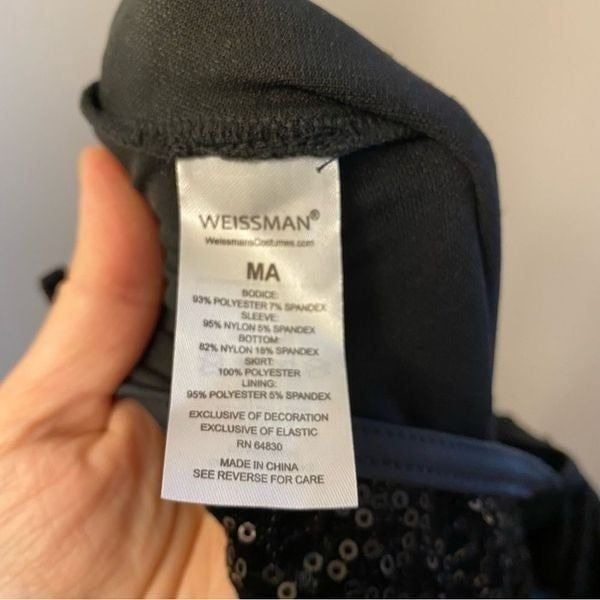 WEISSMAN®
WeissmansCostumes.com
MA
BODICE:
93% POLYESTER 7% SPANDEX
SLEEVE:
95% NYLON 5% SPANDEX
BOTTOM:
82% NYLON 18% SPANDEX
SKIRT:
100% POLYESTER
LINING:
95% POLYESTER 5% SPANDEX
EXCLUSIVE OF DECORATION
EXCLUSIVE OF ELASTIC
RN 64830
MADE IN CHINA
SEE REVERSE FOR CARE